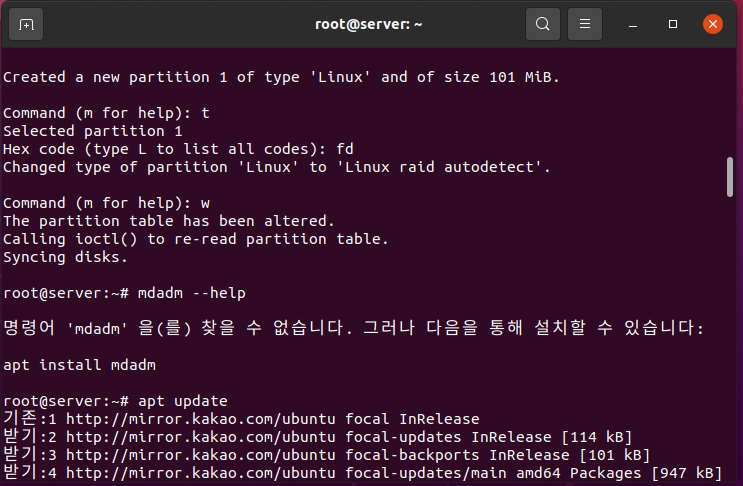 root@server: ~
Created a new partition 1 of type 'Linux' and of size 101 MiB.
Command (m for help): t
Selected partition 1
Hex code (type L to list all codes): fd
Changed type of partition 'Linux' to 'Linux raid autodetect'.
Command (m for help): w
The partition table has been altered.
Calling ioctl() to re-read partition table.
Syncing disks.
root@server:~# mdadm --help
명령어 'mdadm' 을(를) 찾을 수 없습니다. 그러나 다음을 통해 설치할 수 있습니다:
apt install mdadm
root@server:~# apt update
기존:1 http://mirror.kakao.com/ubuntu focal InRelease
받기:2 http://mirror.kakao.com/ubuntu focal-updates InRelease [114 kB]
받기:3 http://mirror.kakao.com/ubuntu focal-backports InRelease [101 kB]
받기:4 http://mirror.kakao.com/ubuntu focal-updates/main amd64 Packages [947 kB]